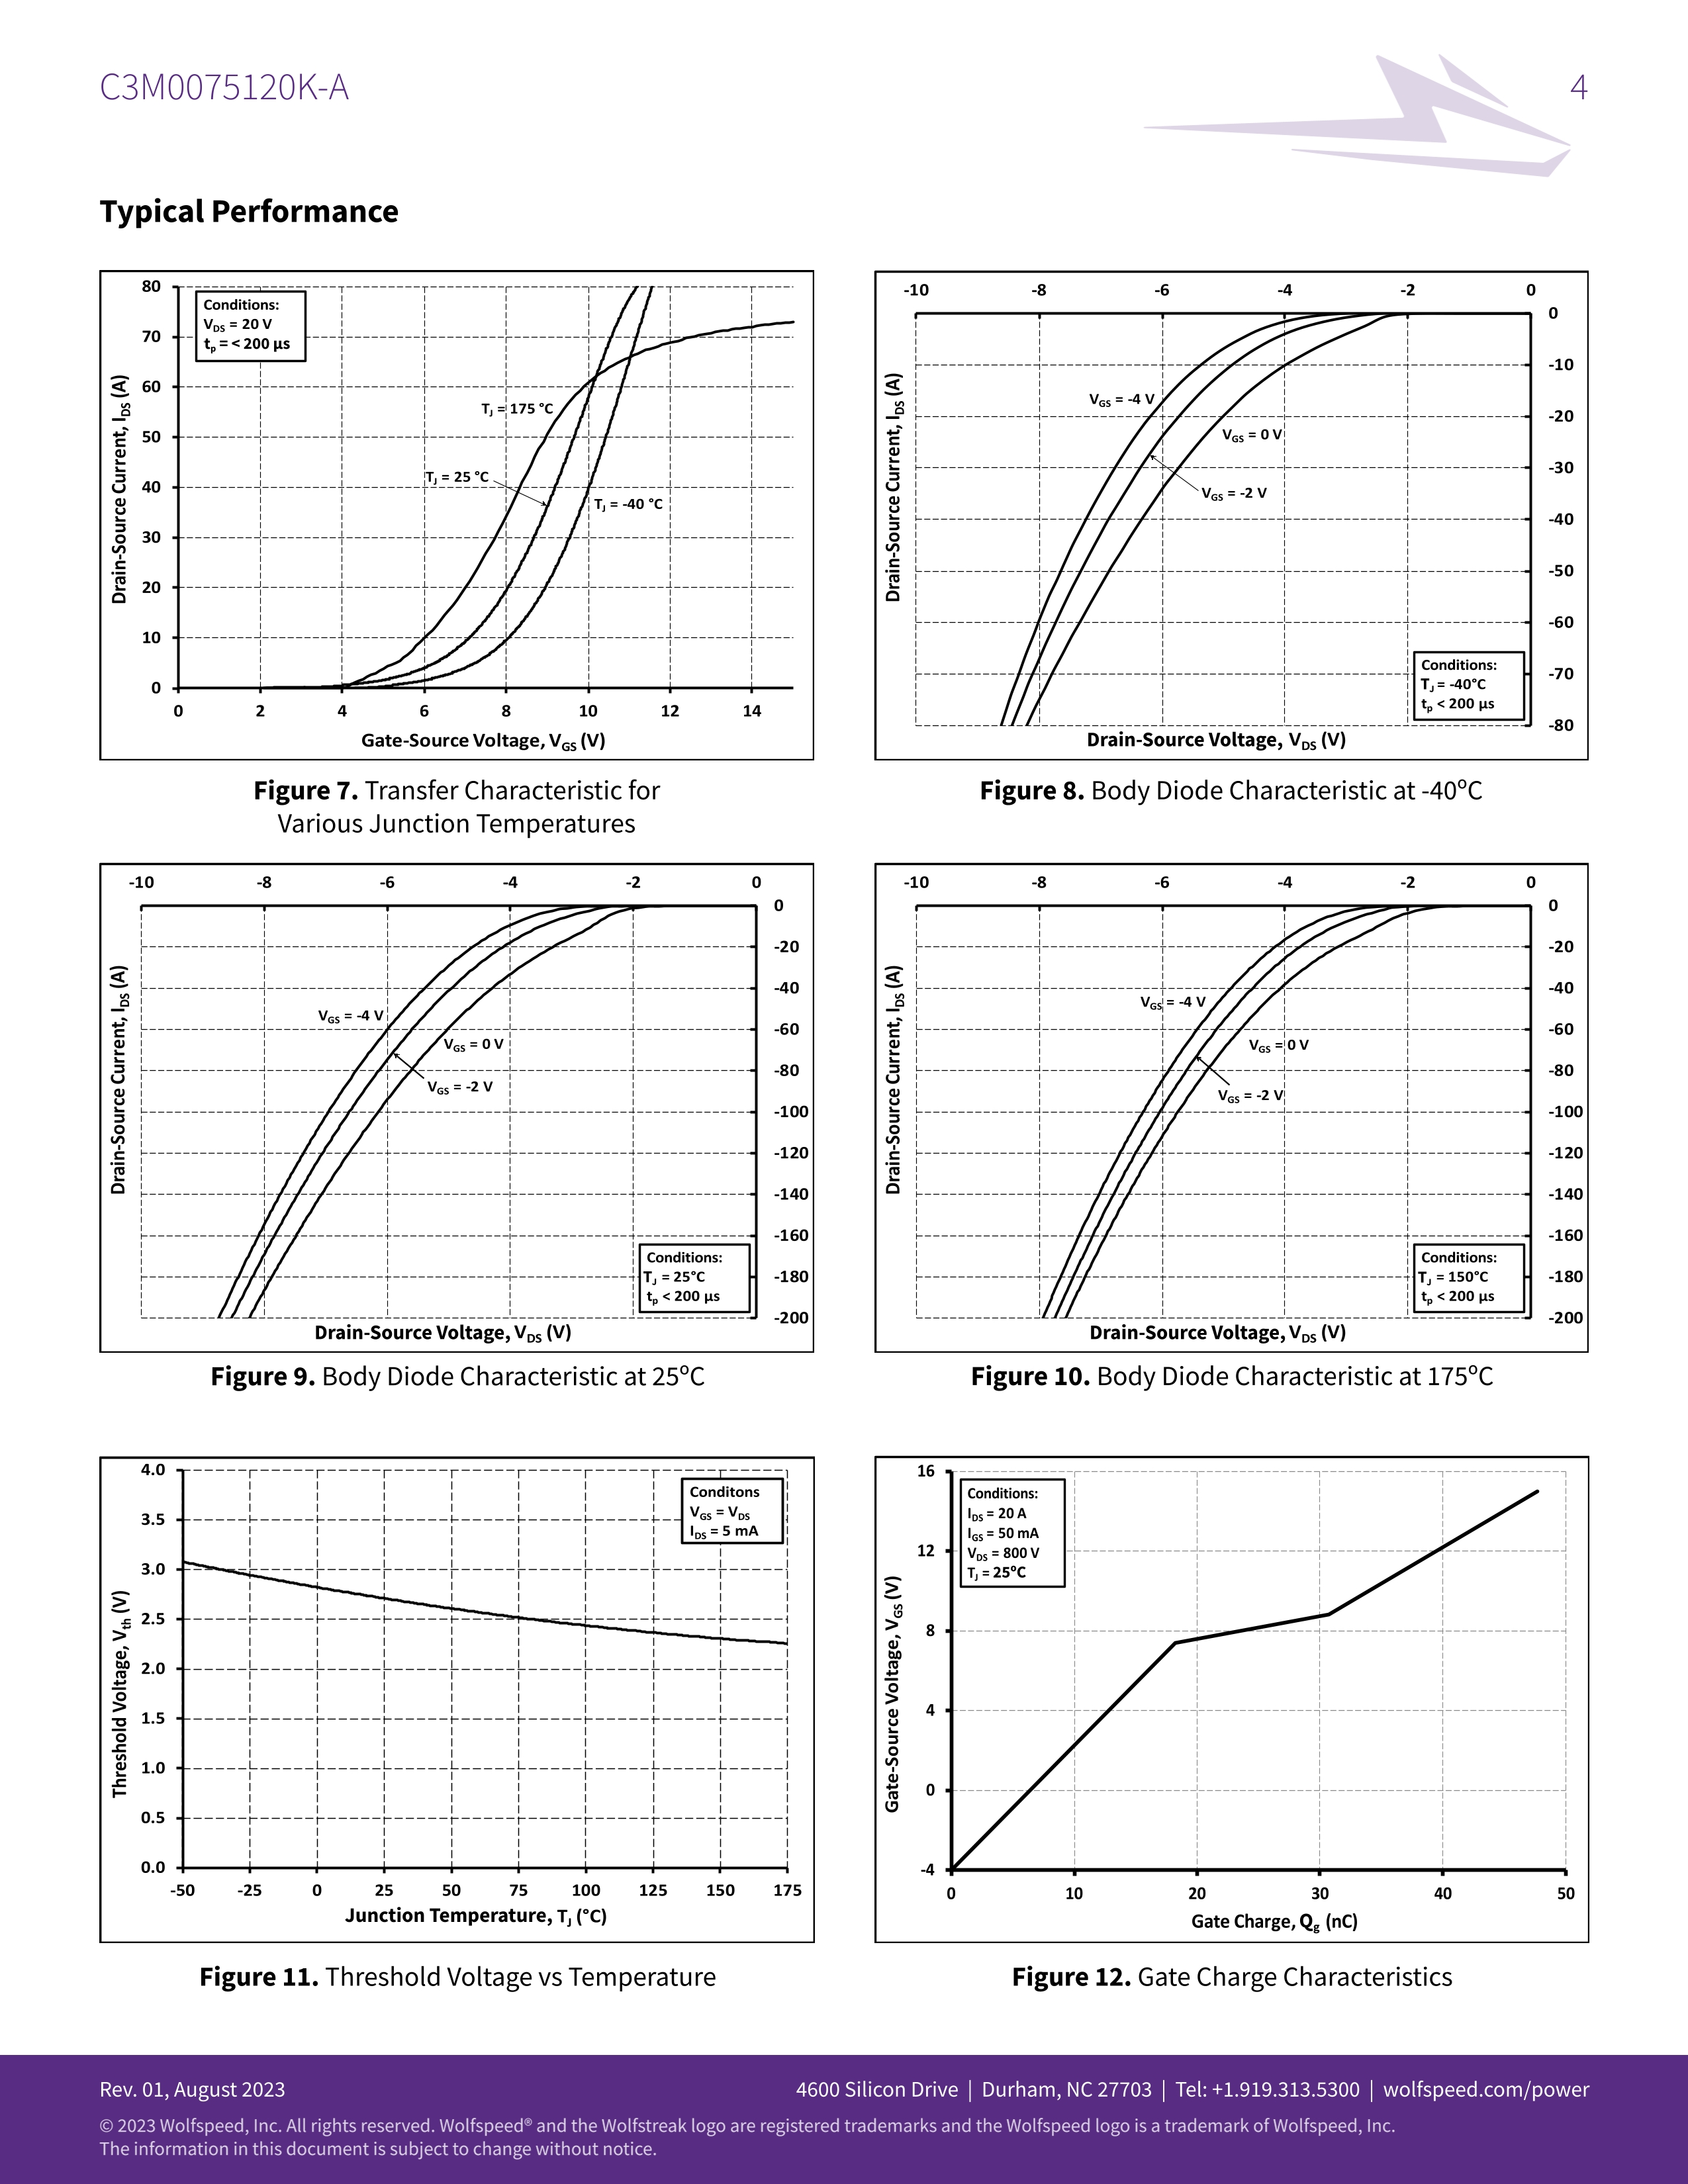 C3M0075120K-A
4
Typical Performance
80
70
60
50
40
30
20
10
0
0 2 4 6 8 10 12 14
Conditions:
VDS = 20 V
tp = < 200 µs
TJ = 175 °C
TJ = 25 °C
TJ = -40 °C
Drain-Source Current, IDS (A)
Gate-Source Voltage, VGS (V)
Figure 7. Transfer Characteristic for
Various Junction Temperatures
-10 -8 -6 -4 -2 0
0
-10
-20
-30
-40
-50
-60
-70
-80
VGS = -4 V
VGS = 0 V
VGS = -2 V
Conditions:
TJ = -40°C
tp < 200 µs
Drain-Source Current, IDS (A)
Drain-Source Voltage, VDS (V)
Figure 8. Body Diode Characteristic at -40ºC
-10 -8 -6 -4 -2 0
0
-20
-40
-60
-80
-100
-120
-140
-160
-180
-200
VGS = -4 V
VGS = 0 V
VGS = -2 V
Conditions:
TJ = 25°C
tp < 200 µs
Drain-Source Current, IDS (A)
Drain-Source Voltage, VDS (V)
Figure 9. Body Diode Characteristic at 25ºC
-10 -8 -6 -4 -2 0
0
-20
-40
-60
-80
-100
-120
-140
-160
-180
-200
VGS = -4 V
VGS = 0 V
VGS = -2 V
Conditions:
TJ = 150°C
tp < 200 µs
Drain-Source Current, IDS (A)
Drain-Source Voltage, VDS (V)
Figure 10. Body Diode Characteristic at 175ºC
4.0
3.5
3.0
2.5
2.0
1.5
1.0
0.5
0.0
-50 -25 0 25 50 75 100 125 150 175
Conditons
VGS = VDS
IDS = 5 mA
Threshold Voltage, Vth (V)
Junction Temperature, TJ (°C)
Figure 11. Threshold Voltage vs Temperature
16
12
8
4
0
-4
0 10 20 30 40 50
Conditions:
IDS = 20 A
IGS = 50 mA
VDS = 800 V
TJ = 25°C
Gate-Source Voltage, VGS (V)
Gate Charge, Qg (nC)
Figure 12. Gate Charge Characteristics
Rev. 01, August 2023
4600 Silicon Drive | Durham, NC 27703 | Tel: +1.919.313.5300 | wolfspeed.com/power
© 2023 Wolfspeed, Inc. All rights reserved. Wolfspeed® and the Wolfstreak logo are registered trademarks and the Wolfspeed logo is a trademark of Wolfspeed, Inc.
The information in this document is subject to change without notice.